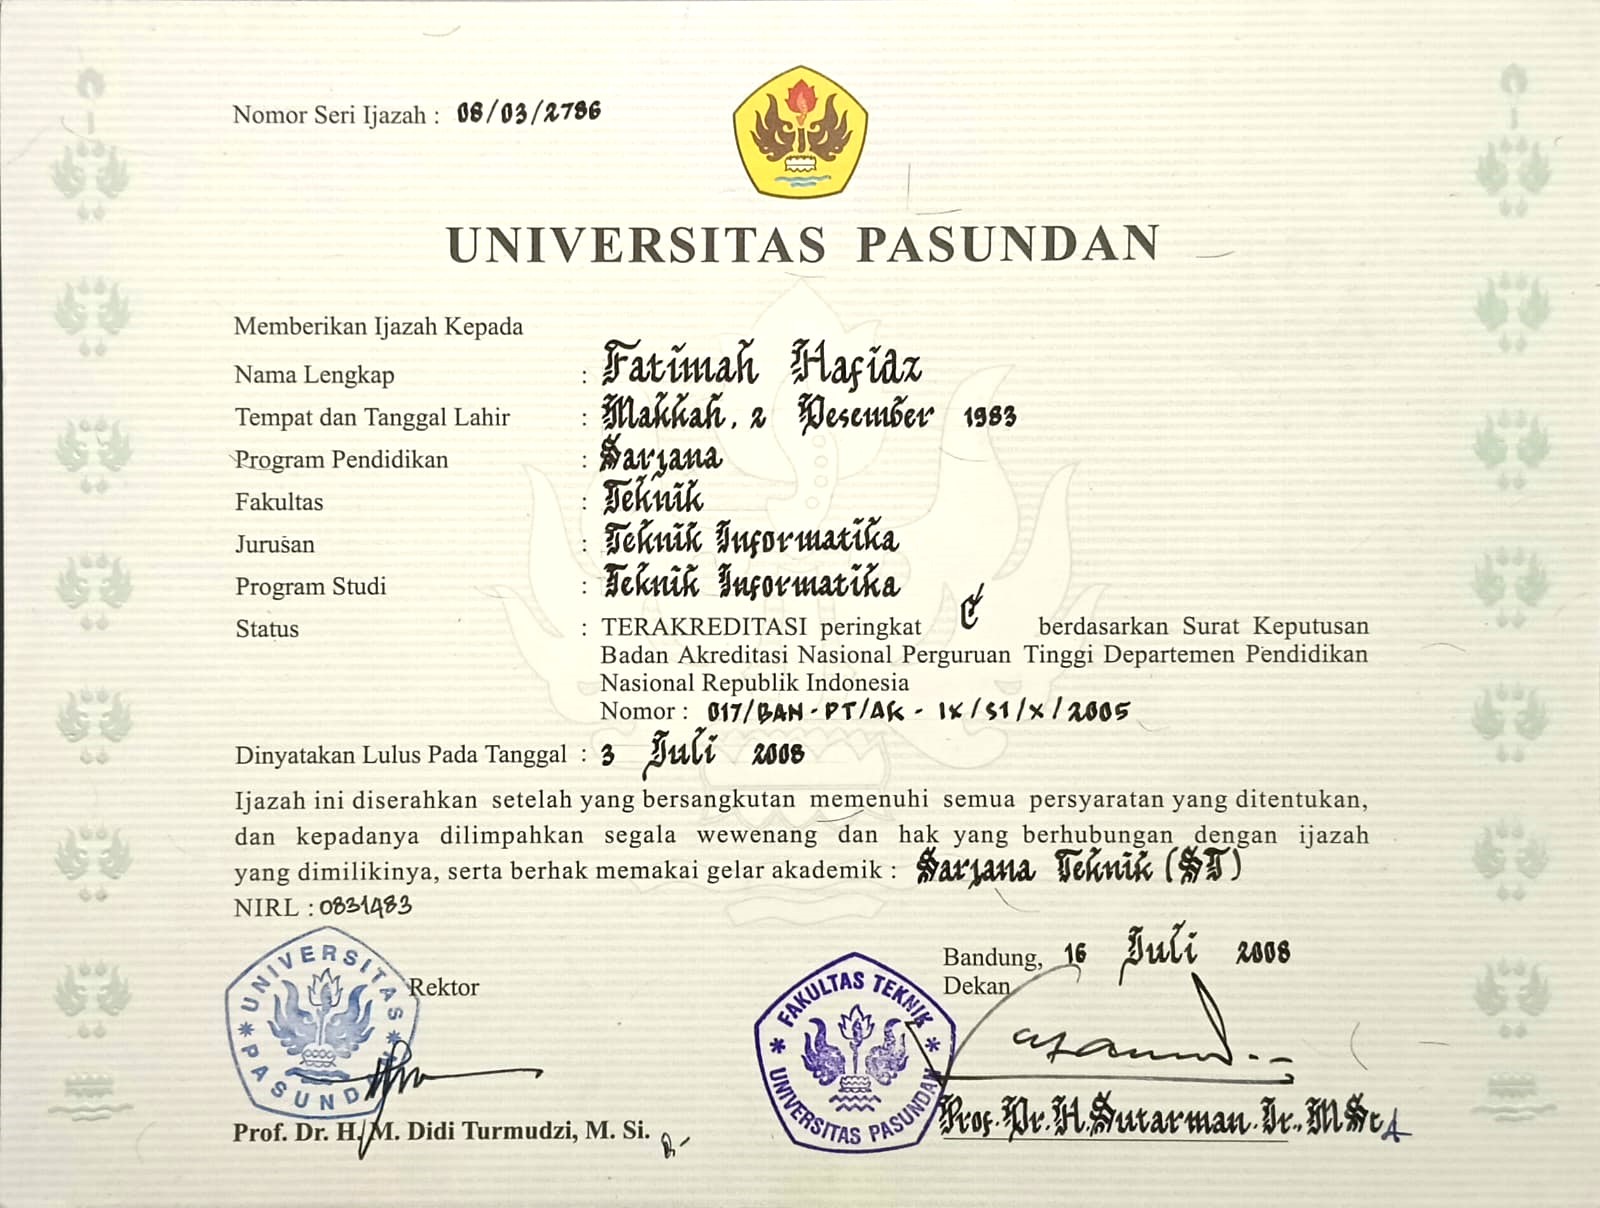 Nomor Seri Ijazah : 08/03/2786
UNIVERSITAS PASUNDAN
Memberikan Ijazah Kepada
Nama Lengkap : Fatimah Hafidz
Tempat dan Tanggal Lahir : Makkah, 2 Desember 1983
Program Pendidikan : Sarjana
Fakultas : Teknik
Jurusan : Teknik Informatika
Program Studi : Teknik Informatika
Status : TERAKREDITASI peringkat C berdasarkan Surat Keputusan
Badan Akreditasi Nasional Perguruan Tinggi Departemen Pendidikan
Nasional Republik Indonesia
Nomor : 017/BAN-PT/AK-IX/S1/X/2005
Dinyatakan Lulus Pada Tanggal : 3 Juli 2008
Ijazah ini diserahkan setelah yang bersangkutan memenuhi semua persyaratan yang ditentukan,
dan kepadanya dilimpahkan segala wewenang dan hak yang berhubungan dengan ijazah
yang dimilikinya, serta berhak memakai gelar akademik : Sarjana Teknik (ST)
NIRL : 0831483
Bandung, 16 Juli 2008
Rektor
Dekan
UNIVERSITAS PASUNDAN
FAKULTAS TEKNIK
UNIVERSITAS PASUNDAN
Prof. Dr. H. M. Didi Turmudzi, M. Si.
Prof. Dr. H. Sutarman. Ir., MSc